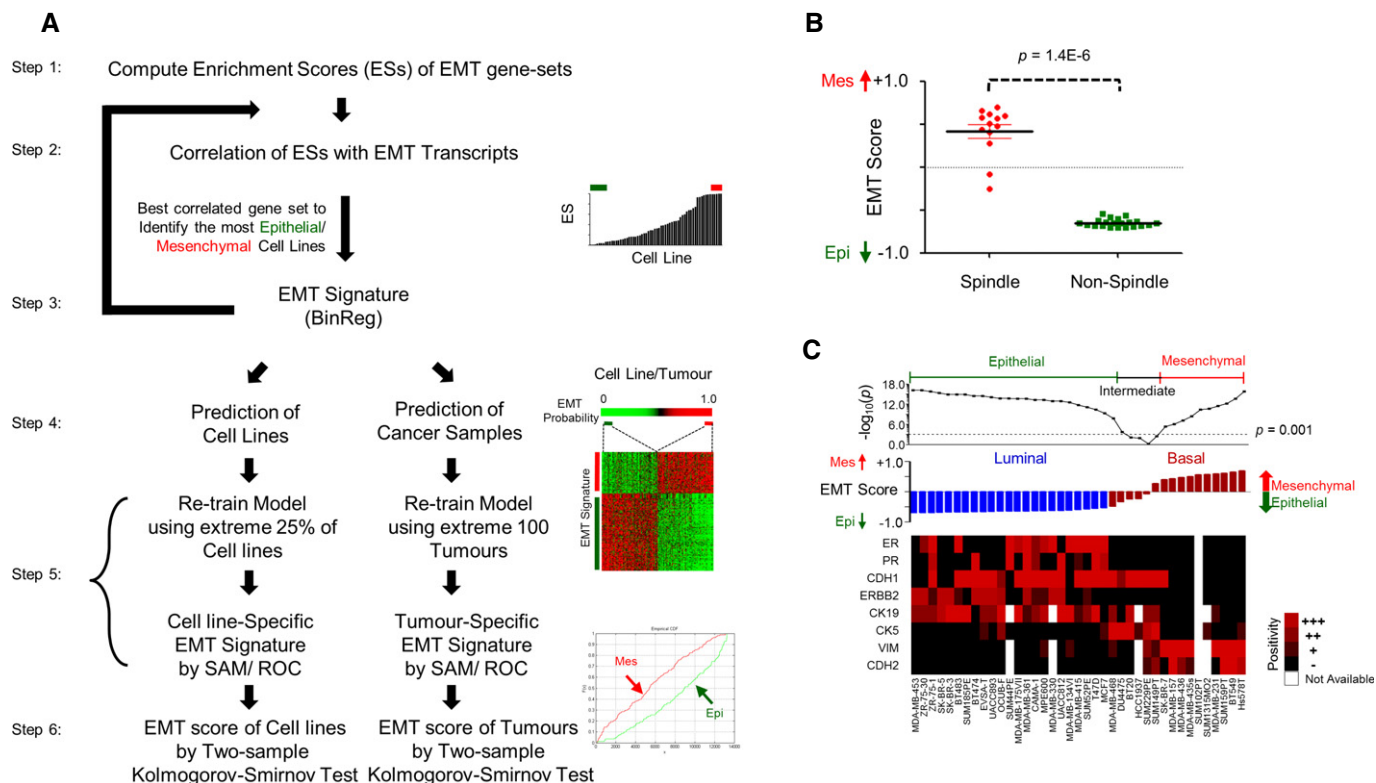 A
Step 1:
Compute Enrichment Scores (ESs) of EMT gene-sets
Step 2:
Correlation of ESs with EMT Transcripts
Best correlated gene set to
Identify the most Epithelial/
Mesenchymal Cell Lines
ES
Cell Line
Step 3:
EMT Signature
(BinReg)
Step 4:
Prediction of
Cell Lines
Prediction of
Cancer Samples
Cell Line/Tumour
EMT
Probability
0
1.0
EMT Signature
Step 5:
Re-train Model
using extreme 25% of
Cell lines
Re-train Model
using extreme 100
Tumours
Cell line-Specific
EMT Signature
by SAM/ ROC
Tumour-Specific
EMT Signature
by SAM/ ROC
Empirical CDF
Mes
Epi
0 2000 4000 6000 8000 10000 12000 14000
Step 6:
EMT score of Cell lines
by Two-sample
Kolmogorov-Smirnov Test
EMT score of Tumours
by Two-sample
Kolmogorov-Smirnov Test
B
p = 1.4E-6
Mes
+1.0
EMT Score
Epi
-1.0
Spindle
Non-Spindle
C
Epithelial
Mesenchymal
Intermediate
-log10(p)
18.0
12.0
6.0
0.0
p = 0.001
Mes
+1.0
EMT Score
Epi
-1.0
Luminal
Basal
Mesenchymal
Epithelial
ER
PR
CDH1
ERBB2
CK19
CK5
VIM
CDH2
Positivity
+++
++
+
-
Not Available
MDA-MB-453
ZR-75-30
ZR-75-1
SK-BR-5
SK-BR-3
BT483
SUM185PE
BT474
EVSA-T
UACC893
OCUB-F
SUM44PE
MDA-MB-175VII
MDA-MB-361
CAMA-1
MPE600
MDA-MB-330
UACC812
MDA-MB-134VI
MDA-MB-415
SUM52PE
T47D
MCF7
MDA-MB-468
DU4475
BT20
HCC1937
SUM229PE
SUM149PT
SK-BR-7
MDA-MB-157
MDA-MB-436
MDA-MB-435s
SUM102PT
SUM1315MO2
MDA-MB-231
SUM159PT
BT549
Hs578T